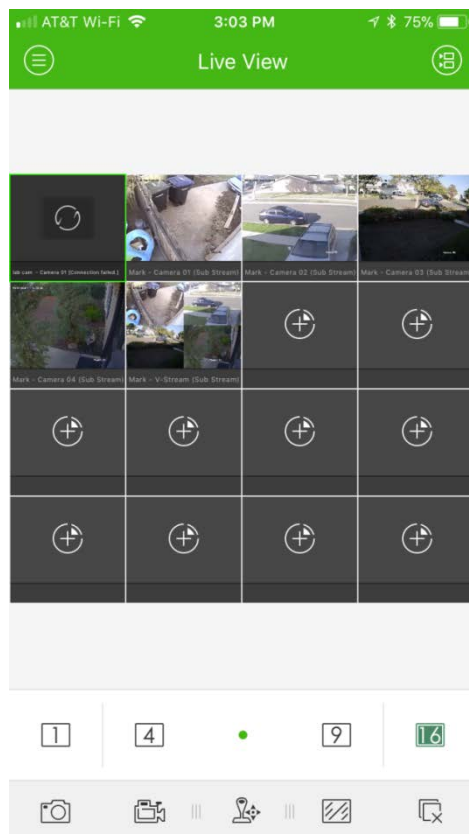 AT&T Wi-Fi 3:03 PM 75%
Live View
lab cam - Camera 01 (Connection failed.)
Mark - Camera 01 (Sub Stream)
Mark - Camera 02 (Sub Stream)
Mark - Camera 03 (Sub Stream)
Mark - Camera 04 (Sub Stream)
Mark - V-Stream (Sub Stream)
1 4 9 16